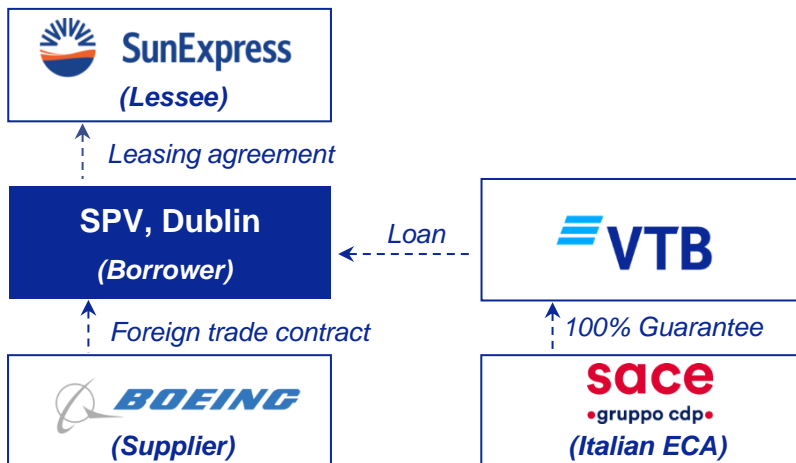 SunExpress
(Lessee)
Leasing agreement
SPV, Dublin
(Borrower)
Loan
VTB
Foreign trade contract
100% Guarantee
BOEING
(Supplier)
sace
•gruppo cdp•
(Italian ECA)